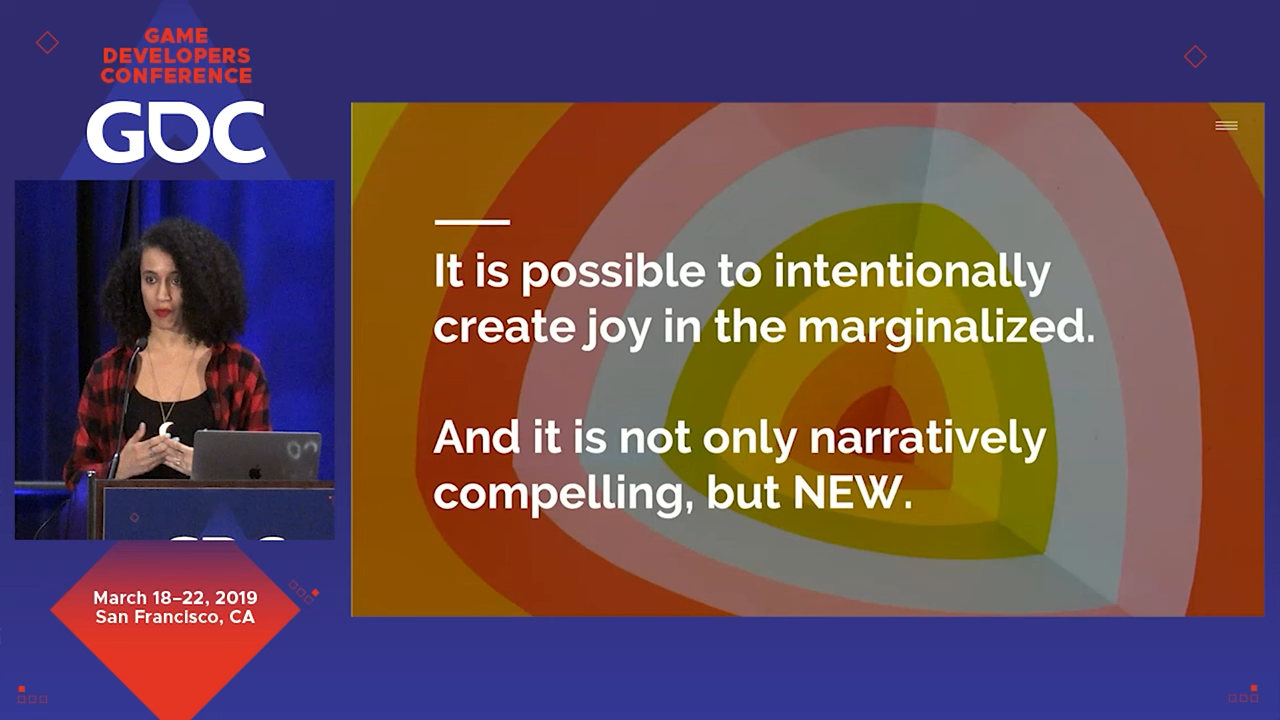 GAME
DEVELOPERS
CONFERENCE
GDC
It is possible to intentionally
create joy in the marginalized.
And it is not only narratively
compelling, but NEW.
March 18–22, 2019
San Francisco, CA